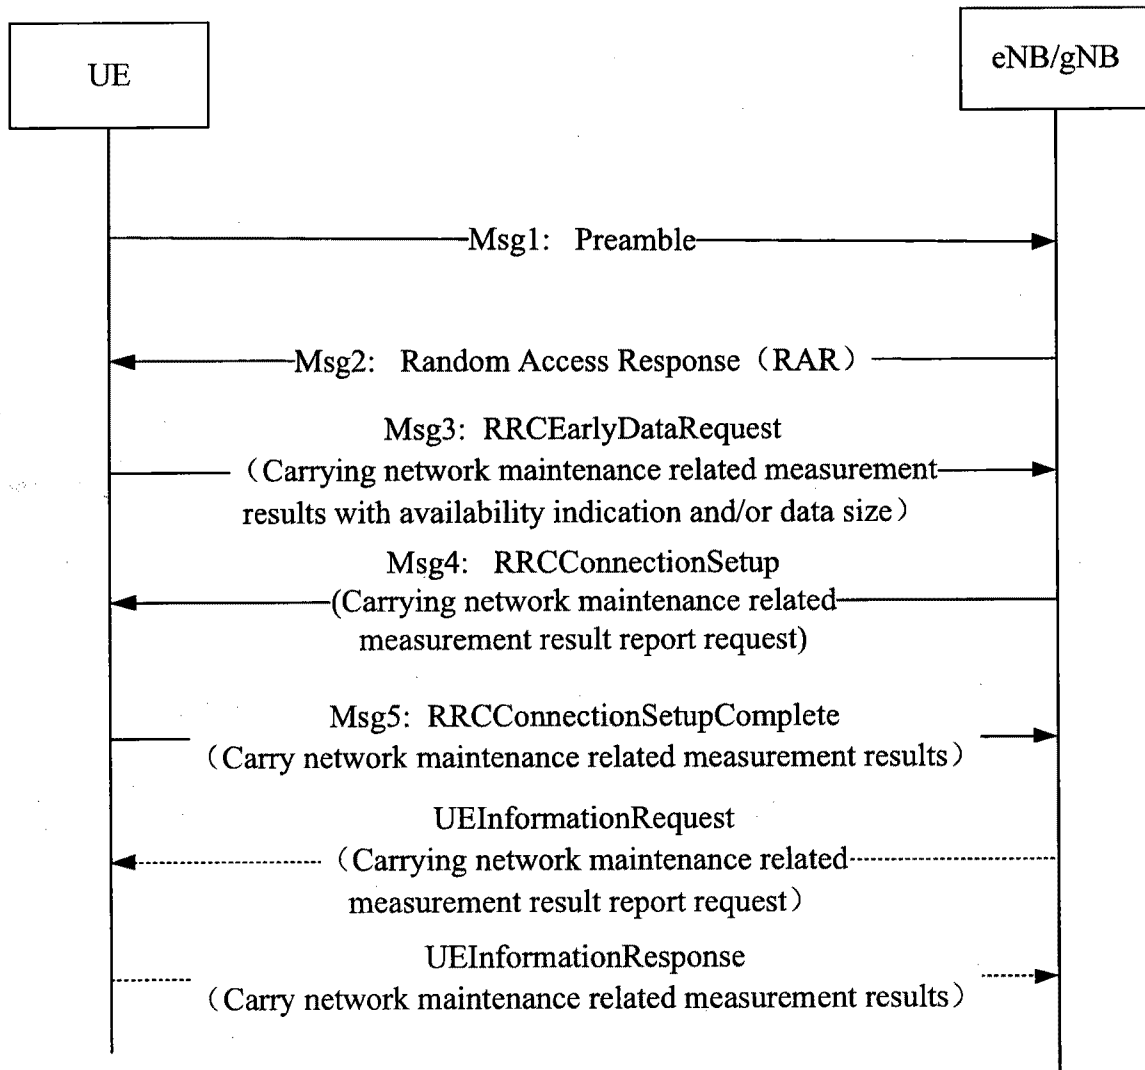 UE
eNB/gNB
Msg1: Preamble
Msg2: Random Access Response（RAR）
Msg3: RRCEarlyDataRequest
（Carrying network maintenance related measurement
results with availability indication and/or data size）
Msg4: RRCConnectionSetup
(Carrying network maintenance related
measurement result report request)
Msg5: RRCConnectionSetupComplete
（Carry network maintenance related measurement results）
UEInformationRequest
（Carrying network maintenance related
measurement result report request）
UEInformationResponse
（Carry network maintenance related measurement results）